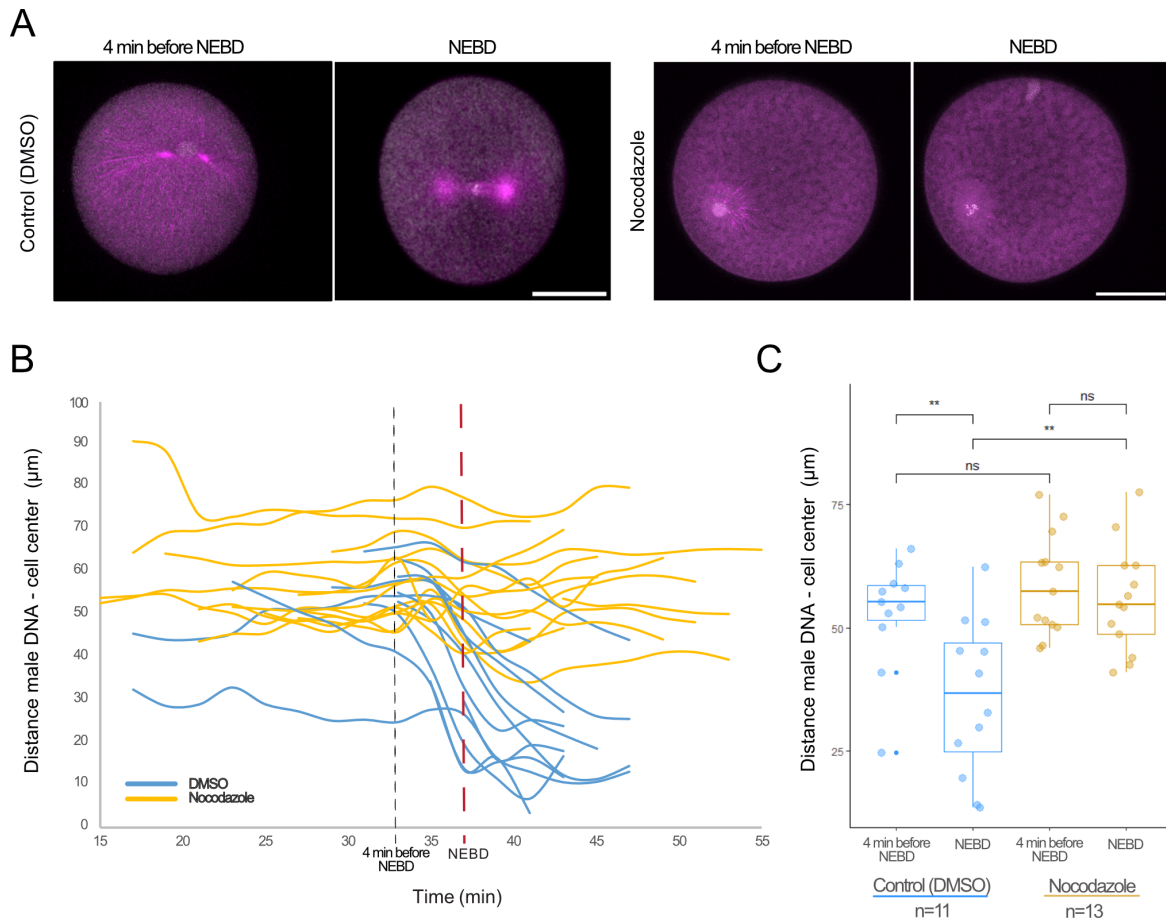 A
4 min before NEBD
NEBD
4 min before NEBD
NEBD
Control (DMSO)
Nocodazole
B
Distance male DNA - cell center (µm)
100
90
80
70
60
50
40
30
20
10
0
DMSO
Nocodazole
15
20
25
30
35
40
45
50
55
4 min before
NEBD
NEBD
Time (min)
C
Distance male DNA - cell center (µm)
75
50
25
**
ns
**
ns
4 min before
NEBD
NEBD
4 min before
NEBD
NEBD
Control (DMSO)
Nocodazole
n=11
n=13